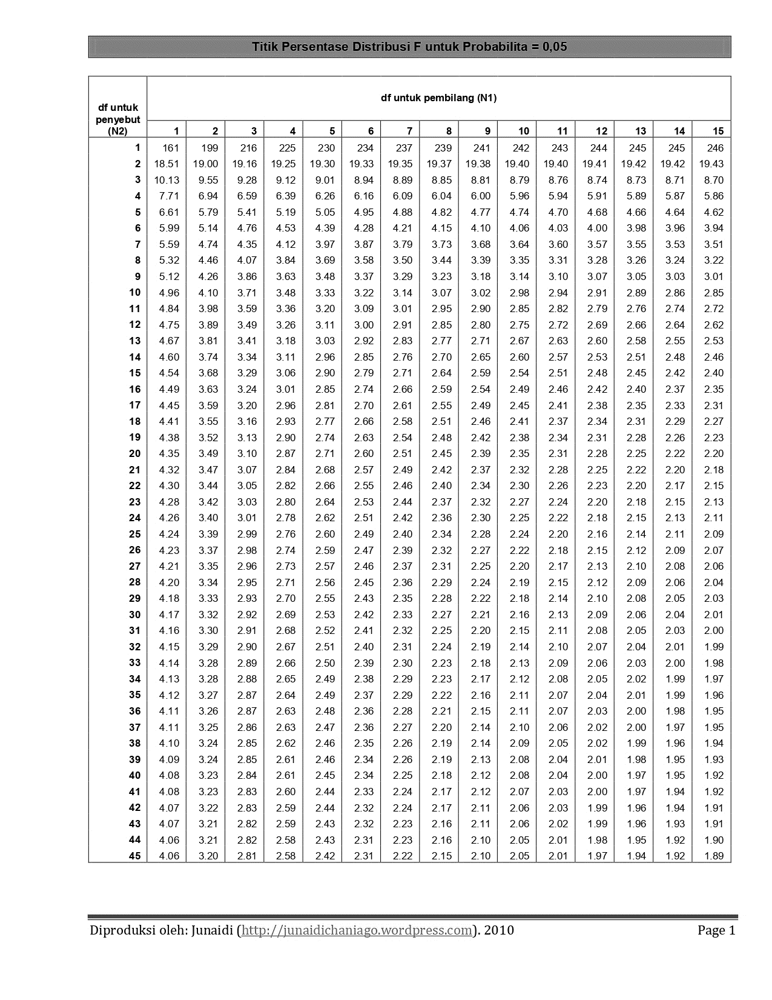 Titik Persentase Distribusi F untuk Probabilita = 0,05
df untuk penyebut (N2)
df untuk pembilang (N1)
1 2 3 4 5 6 7 8 9 10 11 12 13 14 15
1 161 199 216 225 230 234 237 239 241 242 243 244 245 245 246
2 18.51 19.00 19.16 19.25 19.30 19.33 19.35 19.37 19.38 19.40 19.40 19.41 19.42 19.42 19.43
3 10.13 9.55 9.28 9.12 9.01 8.94 8.89 8.85 8.81 8.79 8.76 8.74 8.73 8.71 8.70
4 7.71 6.94 6.59 6.39 6.26 6.16 6.09 6.04 6.00 5.96 5.94 5.91 5.89 5.87 5.86
5 6.61 5.79 5.41 5.19 5.05 4.95 4.88 4.82 4.77 4.74 4.70 4.68 4.66 4.64 4.62
6 5.99 5.14 4.76 4.53 4.39 4.28 4.21 4.15 4.10 4.06 4.03 4.00 3.98 3.96 3.94
7 5.59 4.74 4.35 4.12 3.97 3.87 3.79 3.73 3.68 3.64 3.60 3.57 3.55 3.53 3.51
8 5.32 4.46 4.07 3.84 3.69 3.58 3.50 3.44 3.39 3.35 3.31 3.28 3.26 3.24 3.22
9 5.12 4.26 3.86 3.63 3.48 3.37 3.29 3.23 3.18 3.14 3.10 3.07 3.05 3.03 3.01
10 4.96 4.10 3.71 3.48 3.33 3.22 3.14 3.07 3.02 2.98 2.94 2.91 2.89 2.86 2.85
11 4.84 3.98 3.59 3.36 3.20 3.09 3.01 2.95 2.90 2.85 2.82 2.79 2.76 2.74 2.72
12 4.75 3.89 3.49 3.26 3.11 3.00 2.91 2.85 2.80 2.75 2.72 2.69 2.66 2.64 2.62
13 4.67 3.81 3.41 3.18 3.03 2.92 2.83 2.77 2.71 2.67 2.63 2.60 2.58 2.55 2.53
14 4.60 3.74 3.34 3.11 2.96 2.85 2.76 2.70 2.65 2.60 2.57 2.53 2.51 2.48 2.46
15 4.54 3.68 3.29 3.06 2.90 2.79 2.71 2.64 2.59 2.54 2.51 2.48 2.45 2.42 2.40
16 4.49 3.63 3.24 3.01 2.85 2.74 2.66 2.59 2.54 2.49 2.46 2.42 2.40 2.37 2.35
17 4.45 3.59 3.20 2.96 2.81 2.70 2.61 2.55 2.49 2.45 2.41 2.38 2.35 2.33 2.31
18 4.41 3.55 3.16 2.93 2.77 2.66 2.58 2.51 2.46 2.41 2.37 2.34 2.31 2.29 2.27
19 4.38 3.52 3.13 2.90 2.74 2.63 2.54 2.48 2.42 2.38 2.34 2.31 2.28 2.26 2.23
20 4.35 3.49 3.10 2.87 2.71 2.60 2.51 2.45 2.39 2.35 2.31 2.28 2.25 2.22 2.20
21 4.32 3.47 3.07 2.84 2.68 2.57 2.49 2.42 2.37 2.32 2.28 2.25 2.22 2.20 2.18
22 4.30 3.44 3.05 2.82 2.66 2.55 2.46 2.40 2.34 2.30 2.26 2.23 2.20 2.17 2.15
23 4.28 3.42 3.03 2.80 2.64 2.53 2.44 2.37 2.32 2.27 2.24 2.20 2.18 2.15 2.13
24 4.26 3.40 3.01 2.78 2.62 2.51 2.42 2.36 2.30 2.25 2.22 2.18 2.15 2.13 2.11
25 4.24 3.39 2.99 2.76 2.60 2.49 2.40 2.34 2.28 2.24 2.20 2.16 2.14 2.11 2.09
26 4.23 3.37 2.98 2.74 2.59 2.47 2.39 2.32 2.27 2.22 2.18 2.15 2.12 2.09 2.07
27 4.21 3.35 2.96 2.73 2.57 2.46 2.37 2.31 2.25 2.20 2.17 2.13 2.10 2.08 2.06
28 4.20 3.34 2.95 2.71 2.56 2.45 2.36 2.29 2.24 2.19 2.15 2.12 2.09 2.06 2.04
29 4.18 3.33 2.93 2.70 2.55 2.43 2.35 2.28 2.22 2.18 2.14 2.10 2.08 2.05 2.03
30 4.17 3.32 2.92 2.69 2.53 2.42 2.33 2.27 2.21 2.16 2.13 2.09 2.06 2.04 2.01
31 4.16 3.30 2.91 2.68 2.52 2.41 2.32 2.25 2.20 2.15 2.11 2.08 2.05 2.03 2.00
32 4.15 3.29 2.90 2.67 2.51 2.40 2.31 2.24 2.19 2.14 2.10 2.07 2.04 2.01 1.99
33 4.14 3.28 2.89 2.66 2.50 2.39 2.30 2.23 2.18 2.13 2.09 2.06 2.03 2.00 1.98
34 4.13 3.28 2.88 2.65 2.49 2.38 2.29 2.23 2.17 2.12 2.08 2.05 2.02 1.99 1.97
35 4.12 3.27 2.87 2.64 2.49 2.37 2.29 2.22 2.16 2.11 2.07 2.04 2.01 1.99 1.96
36 4.11 3.26 2.87 2.63 2.48 2.36 2.28 2.21 2.15 2.11 2.07 2.03 2.00 1.98 1.95
37 4.11 3.25 2.86 2.63 2.47 2.36 2.27 2.20 2.14 2.10 2.06 2.02 2.00 1.97 1.95
38 4.10 3.24 2.85 2.62 2.46 2.35 2.26 2.19 2.14 2.09 2.05 2.02 1.99 1.96 1.94
39 4.09 3.24 2.85 2.61 2.46 2.34 2.26 2.19 2.13 2.08 2.04 2.01 1.98 1.95 1.93
40 4.08 3.23 2.84 2.61 2.45 2.34 2.25 2.18 2.12 2.08 2.04 2.00 1.97 1.95 1.92
41 4.08 3.23 2.83 2.60 2.44 2.33 2.24 2.17 2.12 2.07 2.03 2.00 1.97 1.94 1.92
42 4.07 3.22 2.83 2.59 2.44 2.32 2.24 2.17 2.11 2.06 2.03 1.99 1.96 1.94 1.91
43 4.07 3.21 2.82 2.59 2.43 2.32 2.23 2.16 2.11 2.06 2.02 1.99 1.96 1.93 1.91
44 4.06 3.21 2.82 2.58 2.43 2.31 2.23 2.16 2.10 2.05 2.01 1.98 1.95 1.92 1.90
45 4.06 3.20 2.81 2.58 2.42 2.31 2.22 2.15 2.10 2.05 2.01 1.97 1.94 1.92 1.89
Diproduksi oleh: Junaidi (http://junaidichaniago.wordpress.com). 2010 Page 1